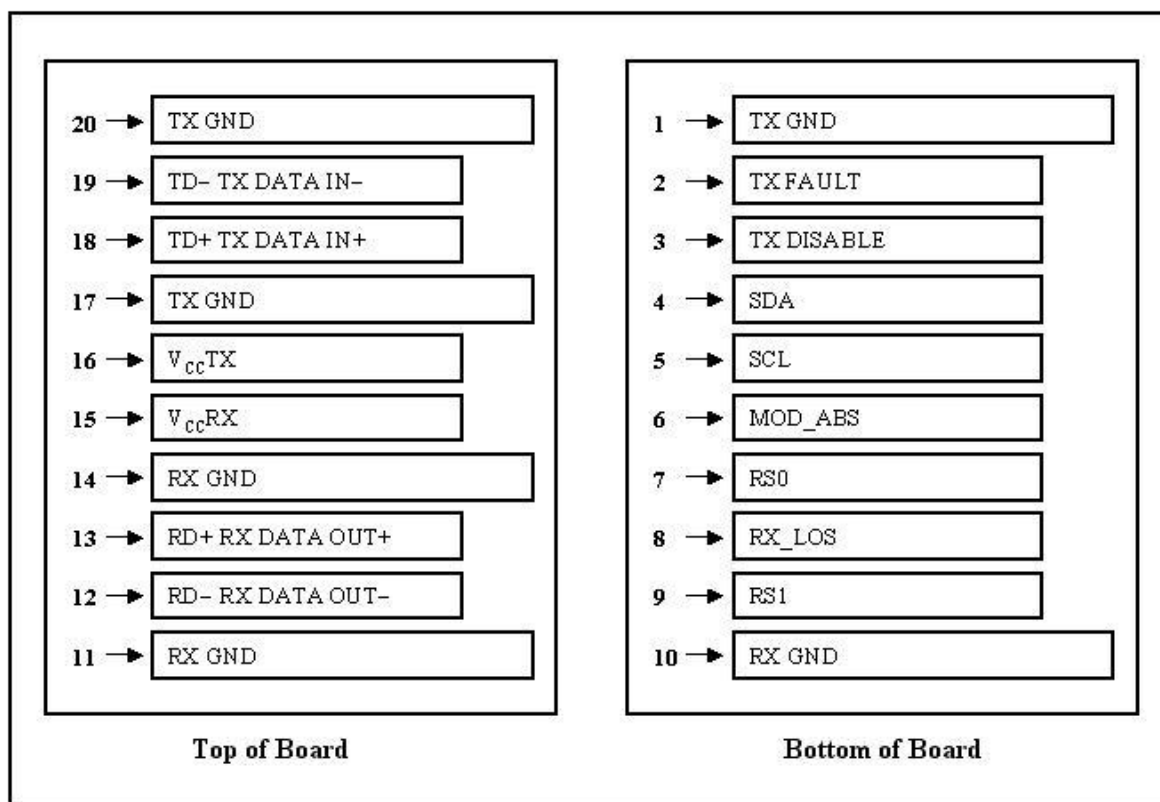 20 TX GND
19 TD– TX DATA IN–
18 TD+ TX DATA IN+
17 TX GND
16 VCCTX
15 VCCRX
14 RX GND
13 RD+ RX DATA OUT+
12 RD– RX DATA OUT–
11 RX GND
Top of Board
1 TX GND
2 TX FAULT
3 TX DISABLE
4 SDA
5 SCL
6 MOD_ABS
7 RS0
8 RX_LOS
9 RS1
10 RX GND
Bottom of Board